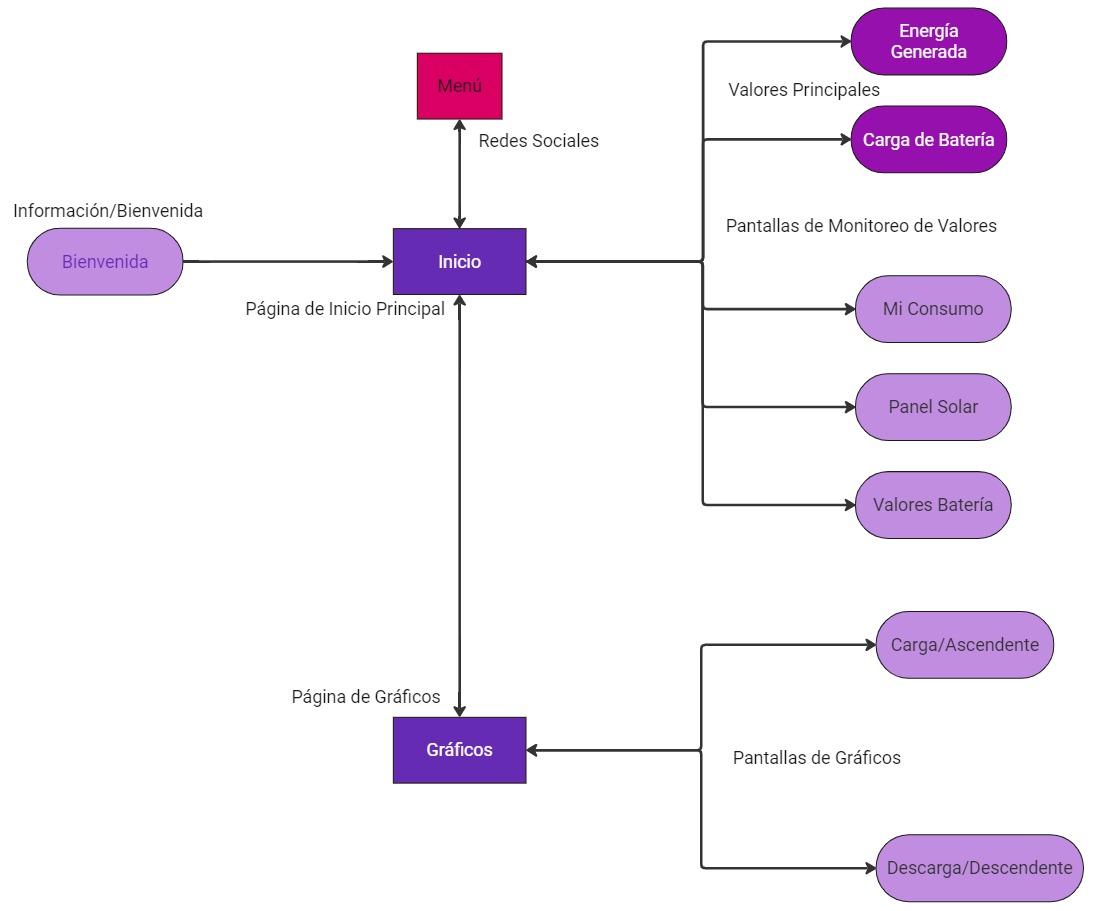 Energía
Generada
Menú
Valores Principales
Redes Sociales
Carga de Batería
Información/Bienvenida
Pantallas de Monitoreo de Valores
Bienvenida
Inicio
Página de Inicio Principal
Mi Consumo
Panel Solar
Valores Batería
Carga/Ascendente
Página de Gráficos
Gráficos
Pantallas de Gráficos
Descarga/Descendente